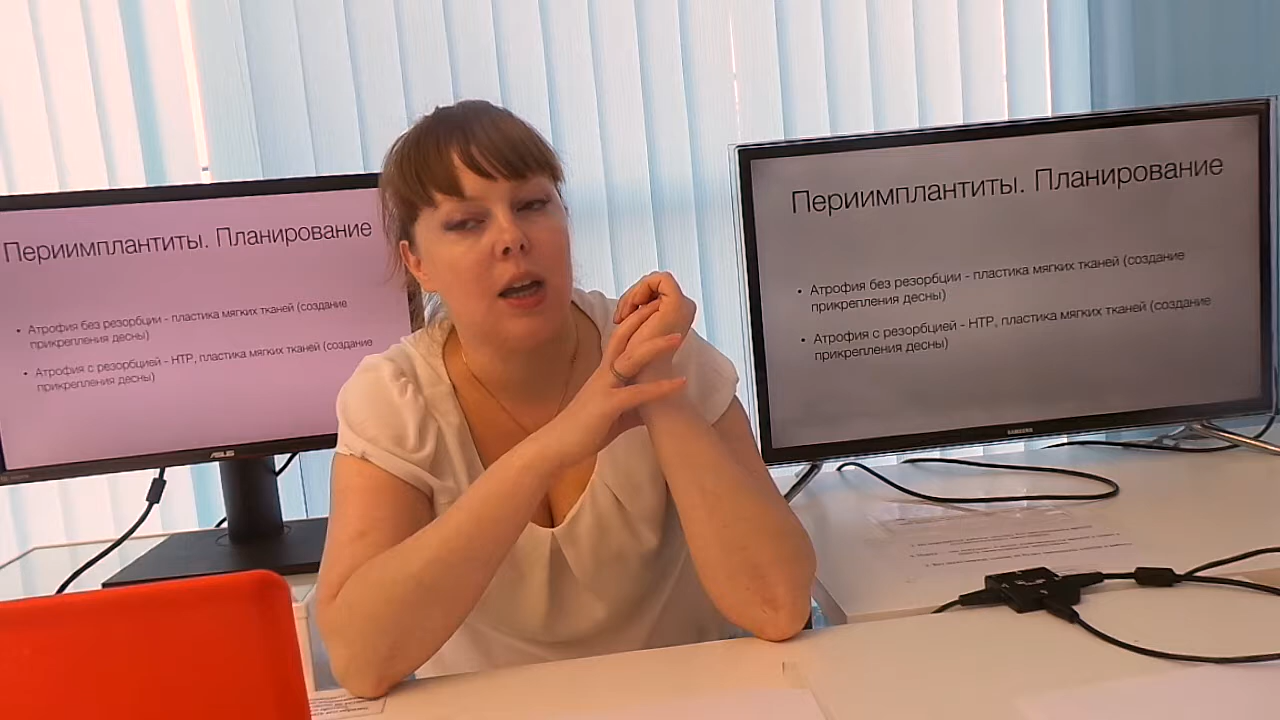 Периимплантиты. Планирование
• Атрофия без резорбции - пластика мягких тканей (создание
прикрепления десны)
• Атрофия с резорбцией - НТР, пластика мягких тканей (создание
прикрепления десны)
ASUS
Периимплантиты. Планирование
• Атрофия без резорбции - пластика мягких тканей (создание
прикрепления десны)
• Атрофия с резорбцией - НТР, пластика мягких тканей (создание
прикрепления десны)
SAMSUNG